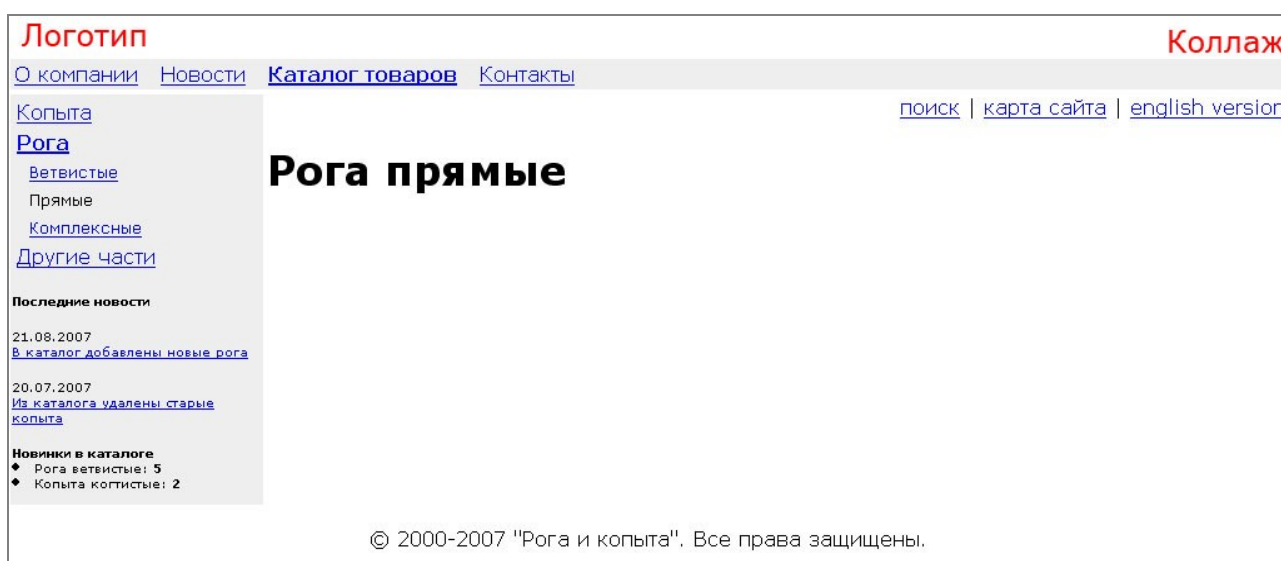 Логотип
Коллаж
О компании Новости Каталог товаров Контакты
поиск | карта сайта | english version
Копыта
Рога
Ветвистые
Прямые
Комплексные
Другие части
Рога прямые
Последние новости
21.08.2007
В каталог добавлены новые рога
20.07.2007
Из каталога удалены старые
копыта
Новинки в каталоге
Рога ветвистые: 5
Копыта когтистые: 2
© 2000-2007 "Рога и копыта". Все права защищены.